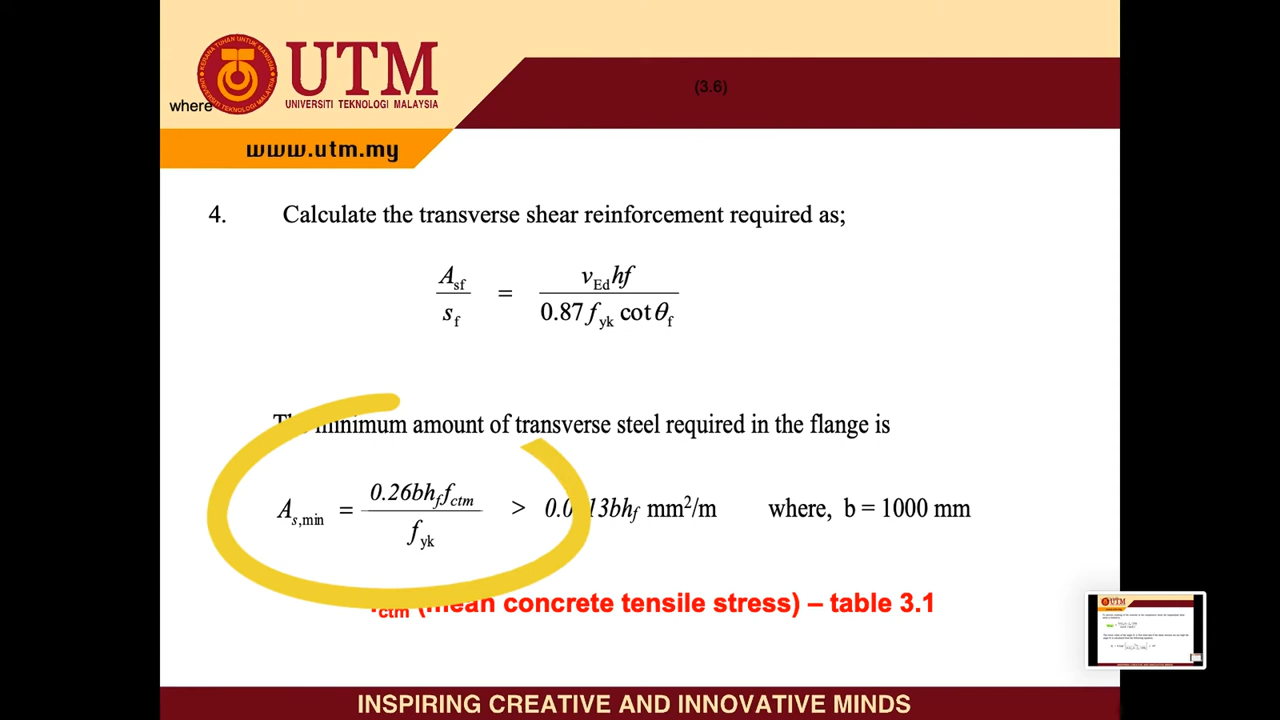 UTM
UNIVERSITI TEKNOLOGI MALAYSIA
where
(3.6)
www.utm.my
4. Calculate the transverse shear reinforcement required as;
A_sf / s_f = v_Ed hf / 0.87 f_yk cot θ_f
minimum amount of transverse steel required in the flange is
A_s,min = 0.26bh_f f_ctm / f_yk > 13bh_f mm²/m where, b = 1000 mm
ctm (mean concrete tensile stress) – table 3.1
INSPIRING CREATIVE AND INNOVATIVE MINDS